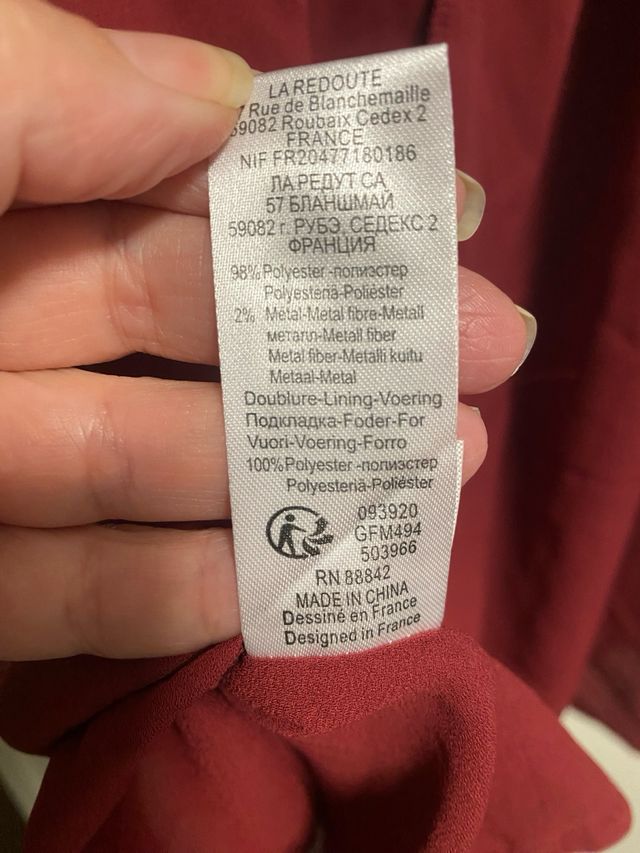 LA REDOUTE
7 Rue de Blanchemaille
59082 Roubaix Cedex 2
FRANCE
NIF FR20477180186
ЛА РЕДУТ СА
57 БЛАНШМАЙ
59082 г. РУБЭ, СЕДЕКС 2
ФРАНЦИЯ
98% Polyester -полиэстер
Polyesteriä-Poliéster
2% Métal-Metal fibre-Metall
металл-Metall fiber
Metal fiber-Metalli kuitu
Metaal-Metal
Doublure-Lining-Voering
Подкладка-Foder-For
Vuori-Voering-Forro
100% Polyester -полиэстер
Polyesteriä-Poliéster
093920
GFM494
503966
RN 88842
MADE IN CHINA
Dessiné en France
Designed in France